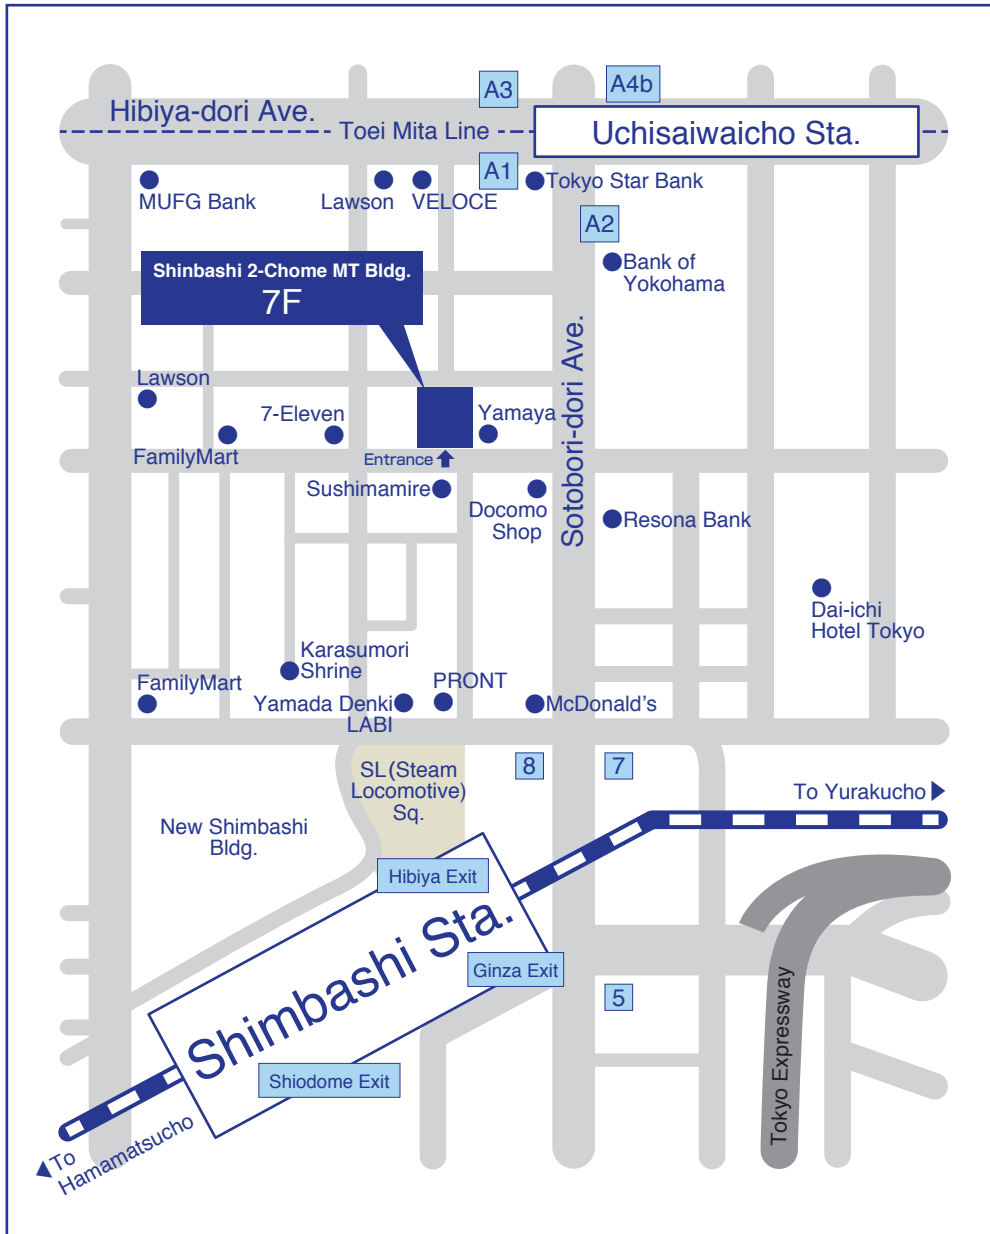 A3
A4b
Hibiya-dori Ave.
Toei Mita Line
Uchisaiwaicho Sta.
A1
MUFG Bank
Lawson
VELOCE
Tokyo Star Bank
A2
Shinbashi 2-Chome MT Bldg.
7F
Bank of
Yokohama
Sotobori-dori Ave.
Lawson
7-Eleven
Yamaya
FamilyMart
Entrance
Sushimamire
Docomo
Shop
Resona Bank
Dai-ichi
Hotel Tokyo
Karasumori
Shrine
FamilyMart
Yamada Denki
LABI
PRONT
McDonald's
8
7
SL(Steam
Locomotive)
Sq.
To Yurakucho
New Shimbashi
Bldg.
Hibiya Exit
Shimbashi Sta.
Ginza Exit
5
Tokyo Expressway
Shiodome Exit
To
Hamamatsucho